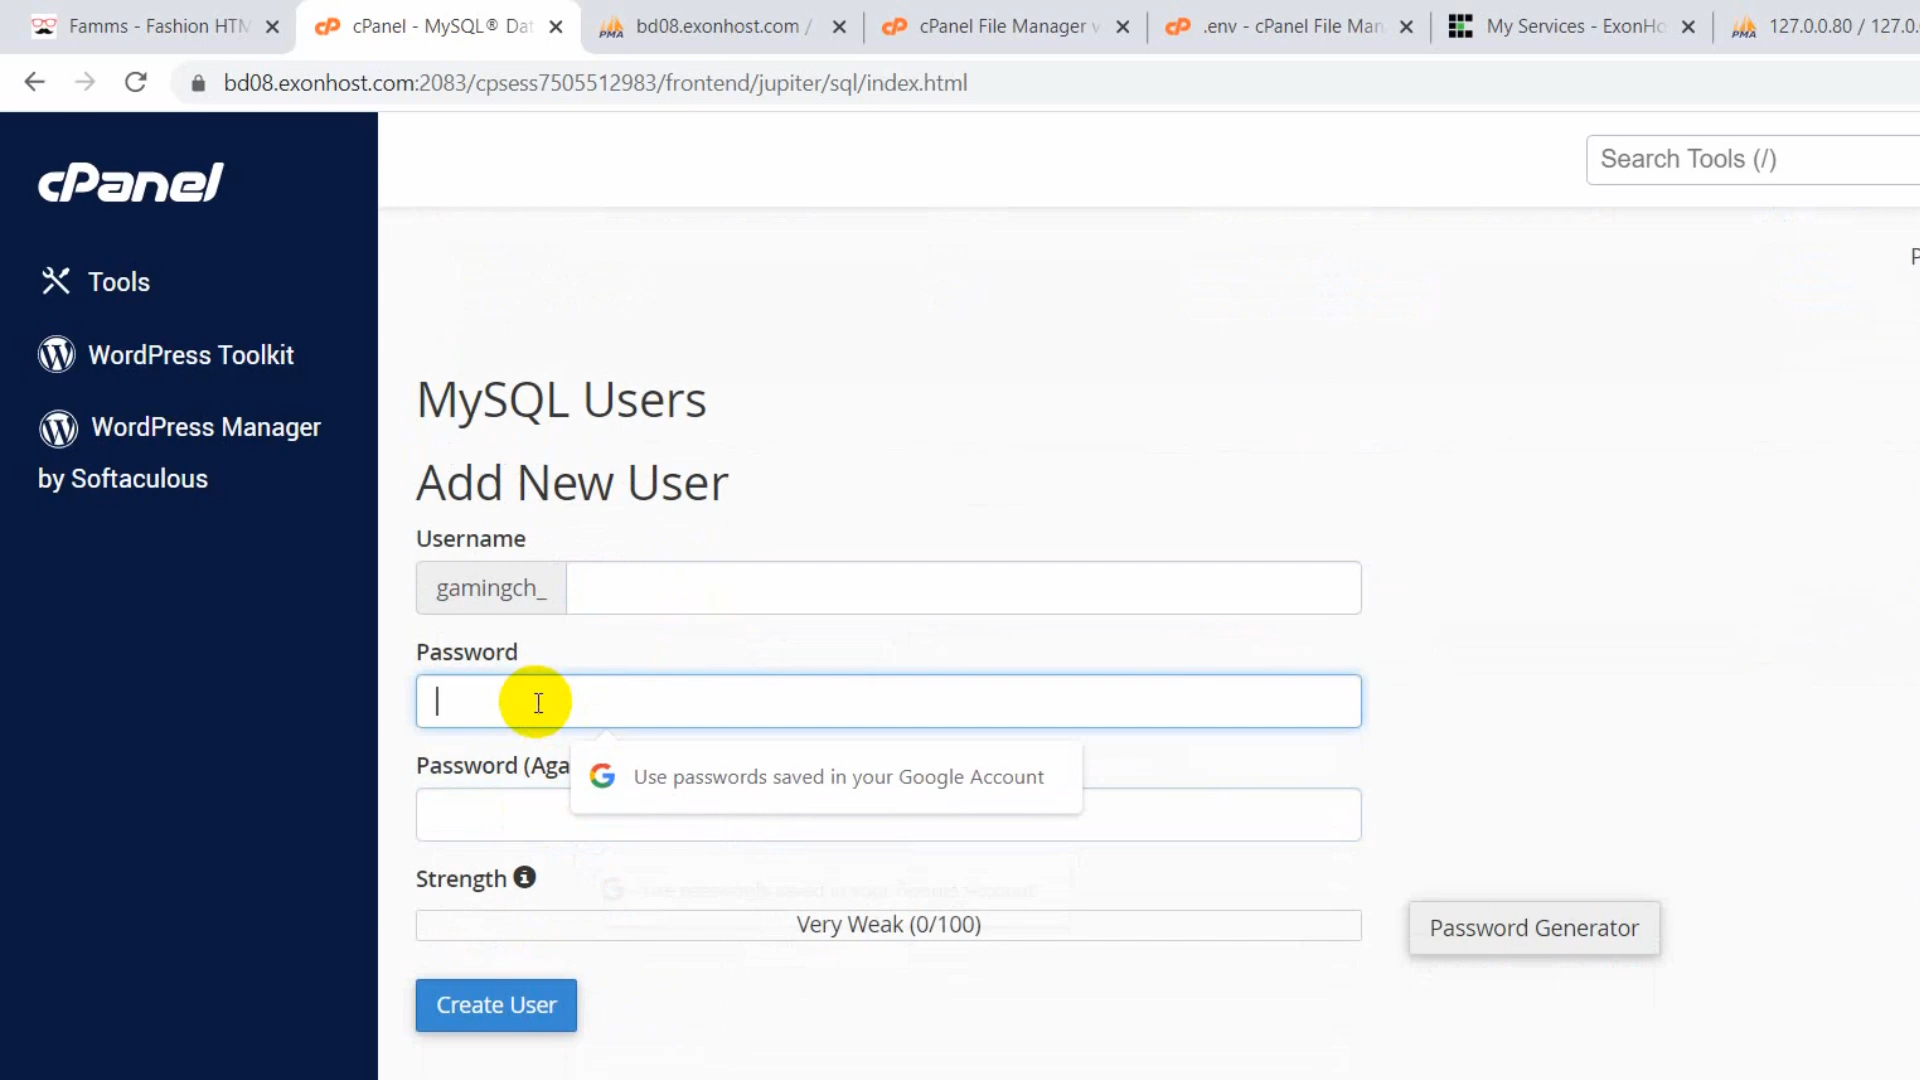 Famms - Fashion HTM
cPanel - MySQL® Dat
bd08.exonhost.com /
cPanel File Manager v
.env - cPanel File Man
My Services - ExonHo
127.0.0.80 / 127.0.
bd08.exonhost.com:2083/cpsess7505512983/frontend/jupiter/sql/index.html
cPanel
Search Tools (/)
Tools
WordPress Toolkit
WordPress Manager
by Softaculous
MySQL Users
Add New User
Username
gamingch_
Password
Use passwords saved in your Google Account
Password (Aga
Strength
Very Weak (0/100)
Password Generator
Create User